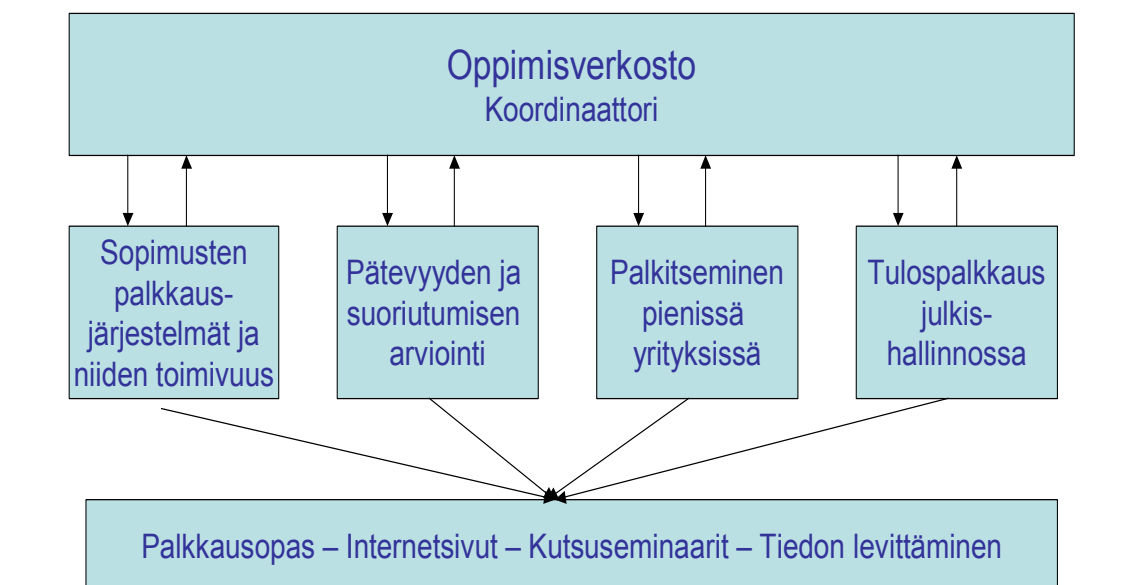 Oppimisverkosto
Koordinaattori
Sopimusten
palkkaus-
järjestelmät ja
niiden toimivuus
Pätevyyden ja
suoriutumisen
arviointi
Palkitseminen
pienissä
yrityksissä
Tulospalkkaus
julkis-
hallinnossa
Palkkausopas – Internetsivut – Kutsuseminaarit – Tiedon levittäminen